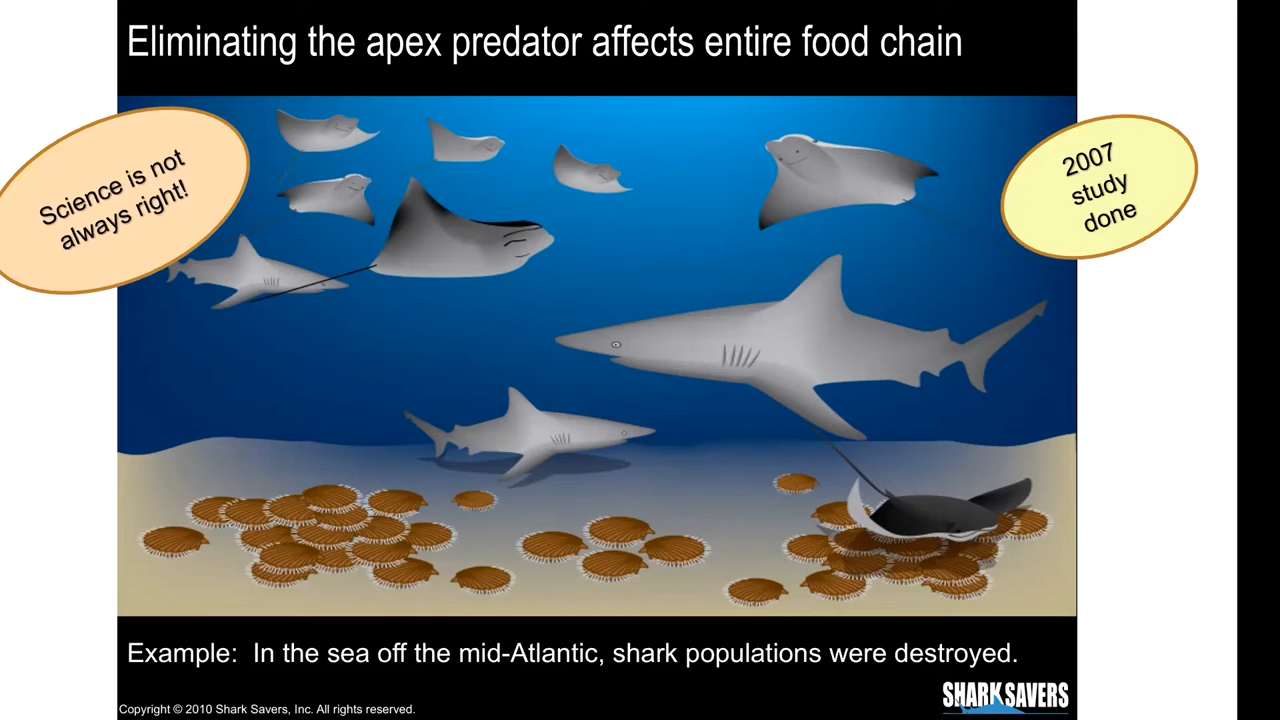 Eliminating the apex predator affects entire food chain
Science is not
always right!
2007
study
done
Example:  In the sea off the mid-Atlantic, shark populations were destroyed.
SHARK SAVERS
Copyright © 2010 Shark Savers, Inc. All rights reserved.